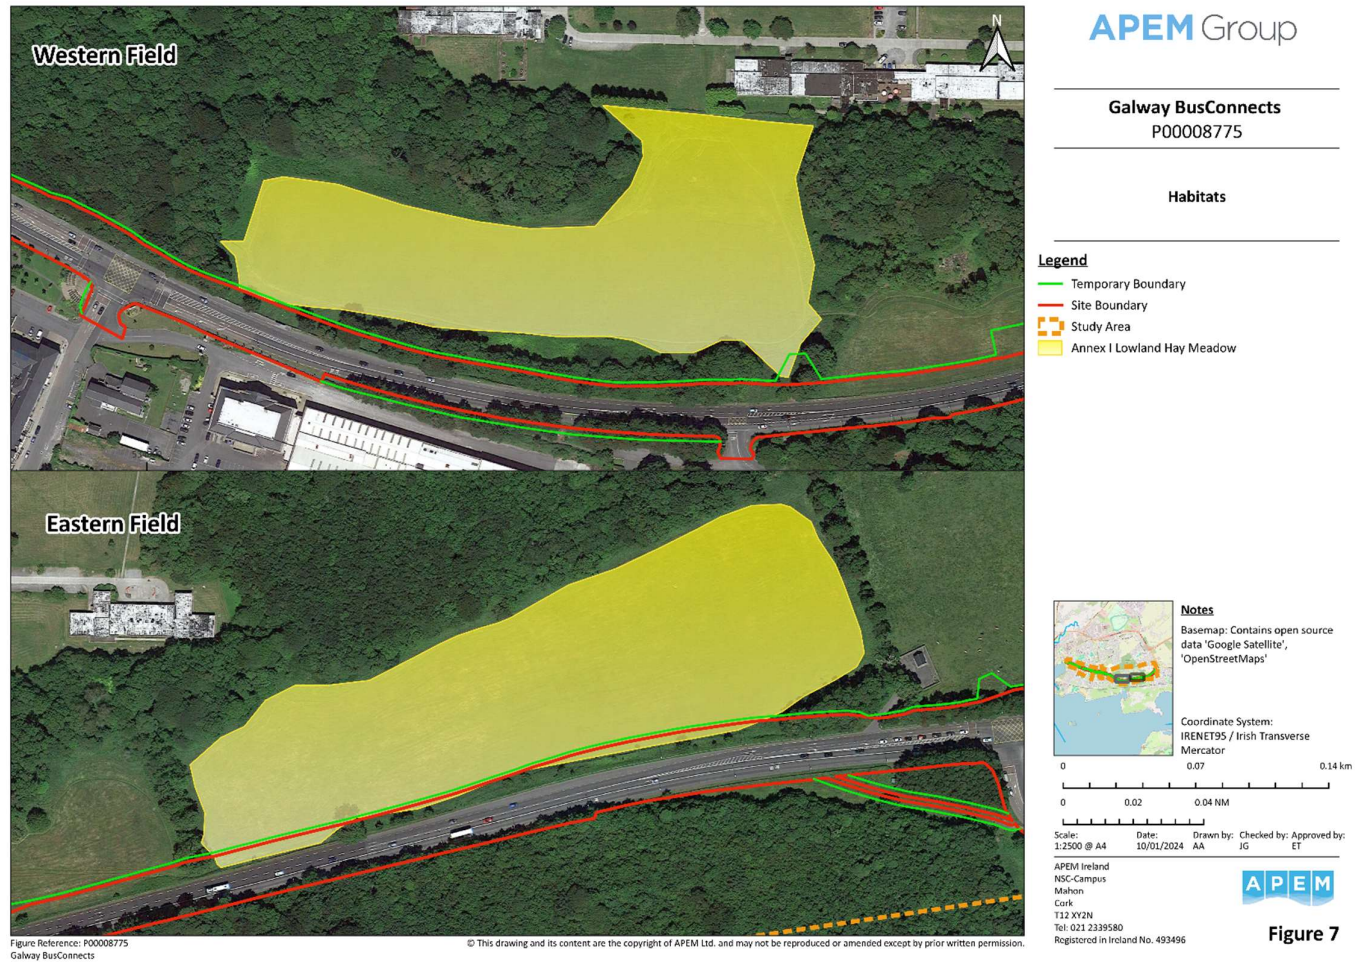 Western Field
N
Eastern Field
APEM Group
Galway BusConnects
P00008775
Habitats
Legend
Temporary Boundary
Site Boundary
Study Area
Annex I Lowland Hay Meadow
Notes
Basemap: Contains open source
data 'Google Satellite',
'OpenStreetMaps'
Coordinate System:
IRENET95 / Irish Transverse
Mercator
0 0.07 0.14 km
0 0.02 0.04 NM
Scale: Date: Drawn by: Checked by: Approved by:
1:2500 @ A4 10/01/2024 AA JG ET
APEM Ireland
NSC-Campus
Mahon
Cork
T12 XY2N
Tel: 021 2339580
Registered in Ireland No. 493496
APEM
Figure 7
Figure Reference: P00008775
Galway BusConnects
© This drawing and its content are the copyright of APEM Ltd. and may not be reproduced or amended except by prior written permission.